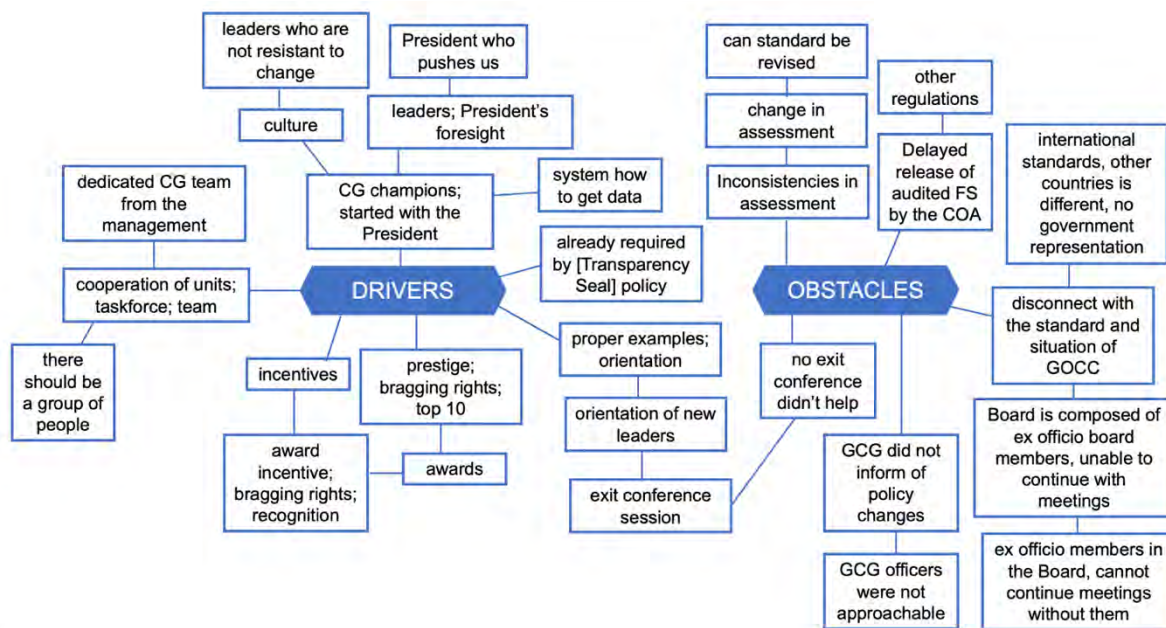 leaders who are
not resistant to
change
President who
pushes us
can standard be
revised
other
regulations
culture
leaders; President's
foresight
change in
assessment
international
standards, other
countries is
different, no
government
representation
dedicated CG team
from the
management
CG champions;
started with the
President
system how
to get data
Inconsistencies in
assessment
Delayed
release of
audited FS
by the COA
already required
by [Transparency
Seal] policy
cooperation of units;
taskforce; team
DRIVERS
OBSTACLES
disconnect with
the standard and
situation of
GOCC
there
should be
a group of
people
incentives
prestige;
bragging rights;
top 10
proper examples;
orientation
no exit
conference
didn't help
orientation of new
leaders
Board is composed of
ex officio board
members, unable to
continue with
meetings
award
incentive;
bragging rights;
recognition
awards
exit conference
session
GCG did not
inform of
policy
changes
GCG officers
were not
approachable
ex officio members in
the Board, cannot
continue meetings
without them